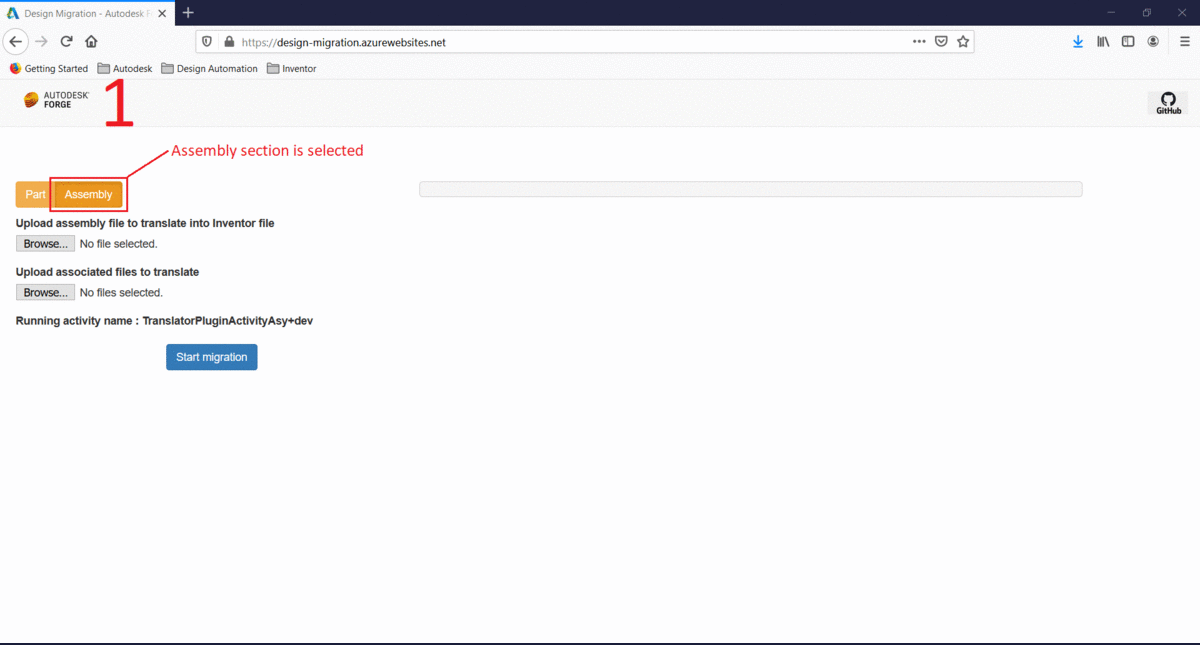 Design Migration - Autodesk F
https://design-migration.azurewebsites.net
Getting Started Autodesk Design Automation Inventor
AUTODESK
FORGE
1
GitHub
Assembly section is selected
Part Assembly
Upload assembly file to translate into Inventor file
Browse... No file selected.
Upload associated files to translate
Browse... No files selected.
Running activity name : TranslatorPluginActivityAsy+dev
Start migration